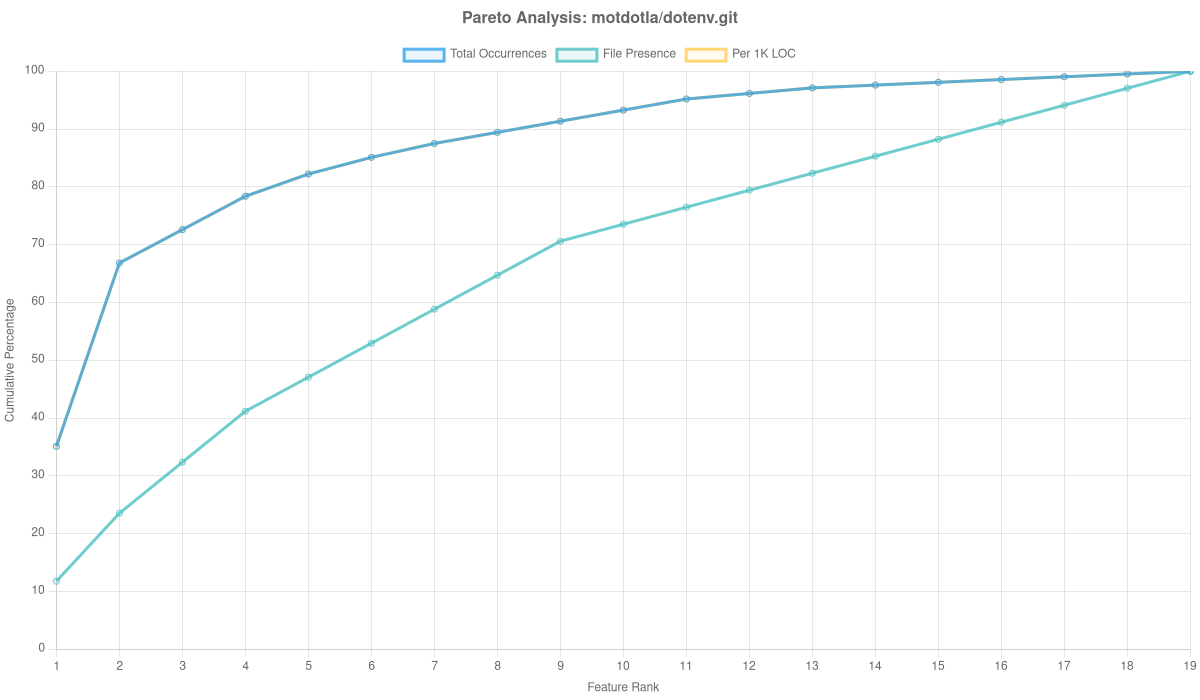 Pareto Analysis: motdotla/dotenv.git
Total Occurrences File Presence Per 1K LOC
100
90
80
70
60
50
40
30
20
10
0
Cumulative Percentage
1 2 3 4 5 6 7 8 9 10 11 12 13 14 15 16 17 18 19
Feature Rank